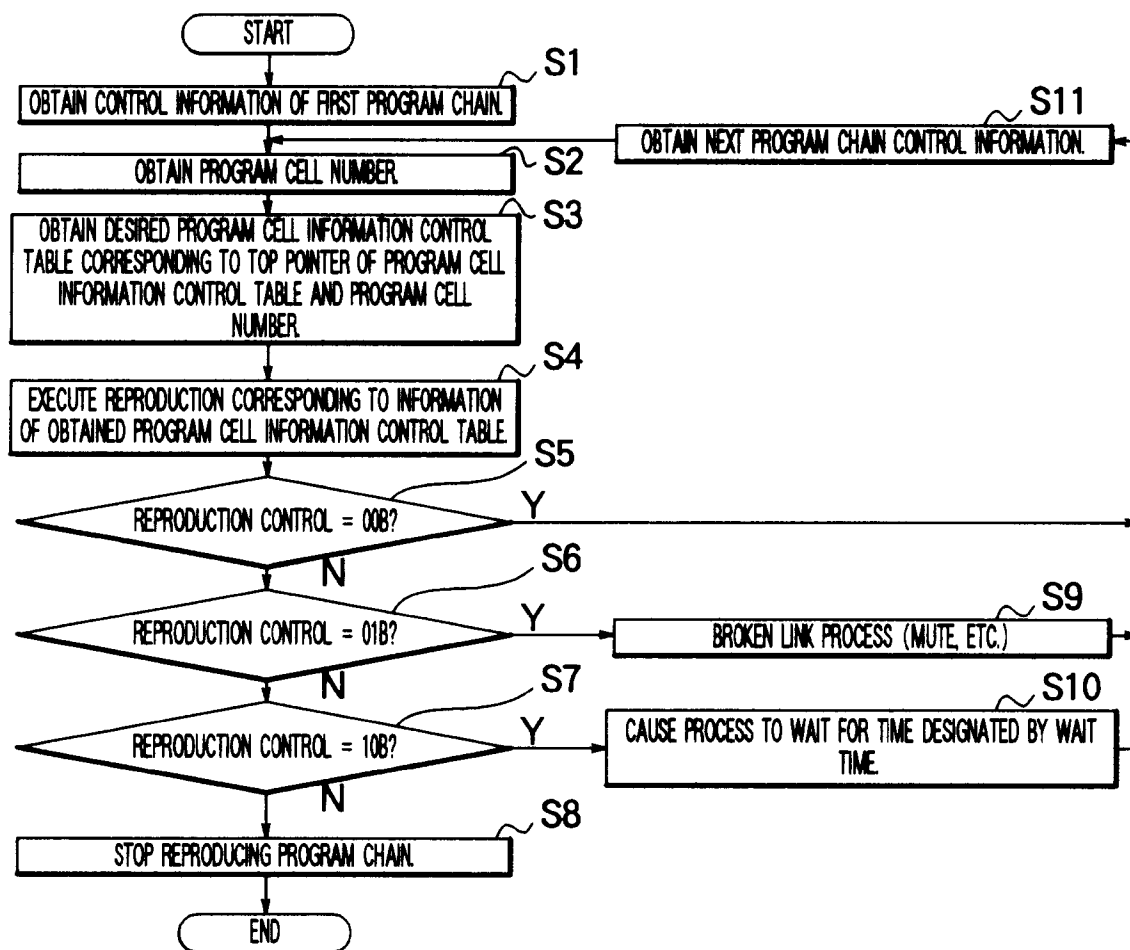 START
S1
OBTAIN CONTROL INFORMATION OF FIRST PROGRAM CHAIN.
S11
OBTAIN NEXT PROGRAM CHAIN CONTROL INFORMATION.
S2
OBTAIN PROGRAM CELL NUMBER.
S3
OBTAIN DESIRED PROGRAM CELL INFORMATION CONTROL
TABLE CORRESPONDING TO TOP POINTER OF PROGRAM CELL
INFORMATION CONTROL TABLE AND PROGRAM CELL
NUMBER.
S4
EXECUTE REPRODUCTION CORRESPONDING TO INFORMATION
OF OBTAINED PROGRAM CELL INFORMATION CONTROL TABLE.
S5
REPRODUCTION CONTROL = 00B?
Y
N
S6
REPRODUCTION CONTROL = 01B?
Y
N
S9
BROKEN LINK PROCESS (MUTE, ETC.)
S7
REPRODUCTION CONTROL = 10B?
Y
N
S10
CAUSE PROCESS TO WAIT FOR TIME DESIGNATED BY WAIT
TIME.
S8
STOP REPRODUCING PROGRAM CHAIN.
END